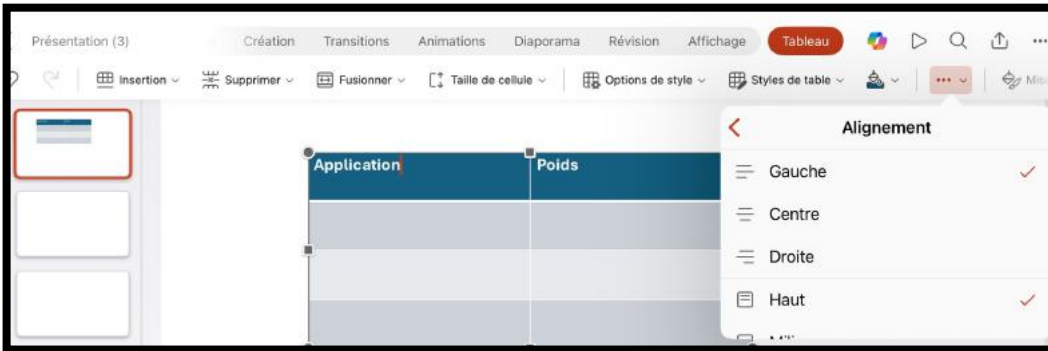 Présentation (3) Création Transitions Animations Diaporama Révision Affichage Tableau
Insertion Supprimer Fusionner Taille de cellule Options de style Styles de table
Alignement
Application Poids
Gauche
Centre
Droite
Haut